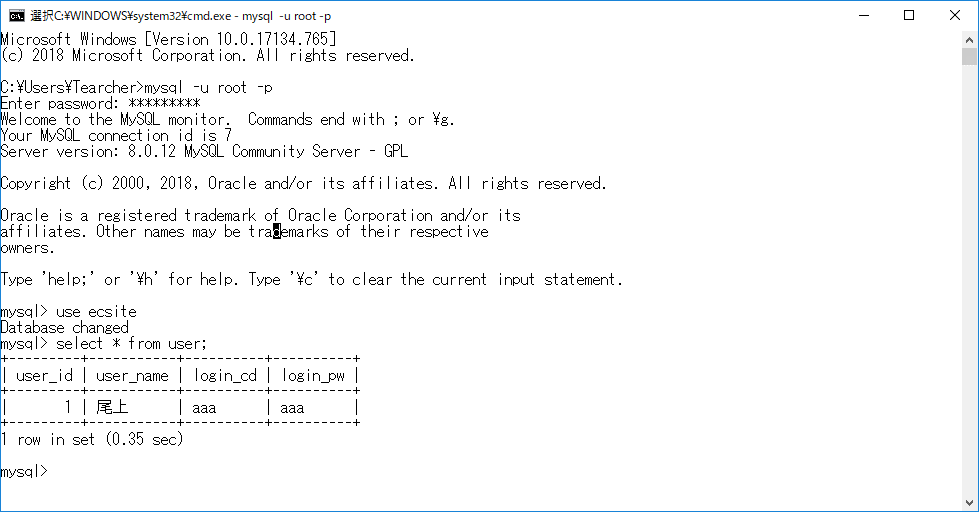 選択C:¥WINDOWS¥system32¥cmd.exe - mysql -u root -p
Microsoft Windows [Version 10.0.17134.765]
(c) 2018 Microsoft Corporation. All rights reserved.
C:¥Users¥Tearcher>mysql -u root -p
Enter password: *********
Welcome to the MySQL monitor.  Commands end with ; or ¥g.
Your MySQL connection id is 7
Server version: 8.0.12 MySQL Community Server - GPL
Copyright (c) 2000, 2018, Oracle and/or its affiliates. All rights reserved.
Oracle is a registered trademark of Oracle Corporation and/or its
affiliates. Other names may be trademarks of their respective
owners.
Type 'help;' or '¥h' for help. Type '¥c' to clear the current input statement.
mysql> use ecsite
Database changed
mysql> select * from user;
+---------+-----------+----------+----------+
| user_id | user_name | login_cd | login_pw |
+---------+-----------+----------+----------+
|       1 | 尾上      | aaa      | aaa      |
+---------+-----------+----------+----------+
1 row in set (0.35 sec)
mysql>